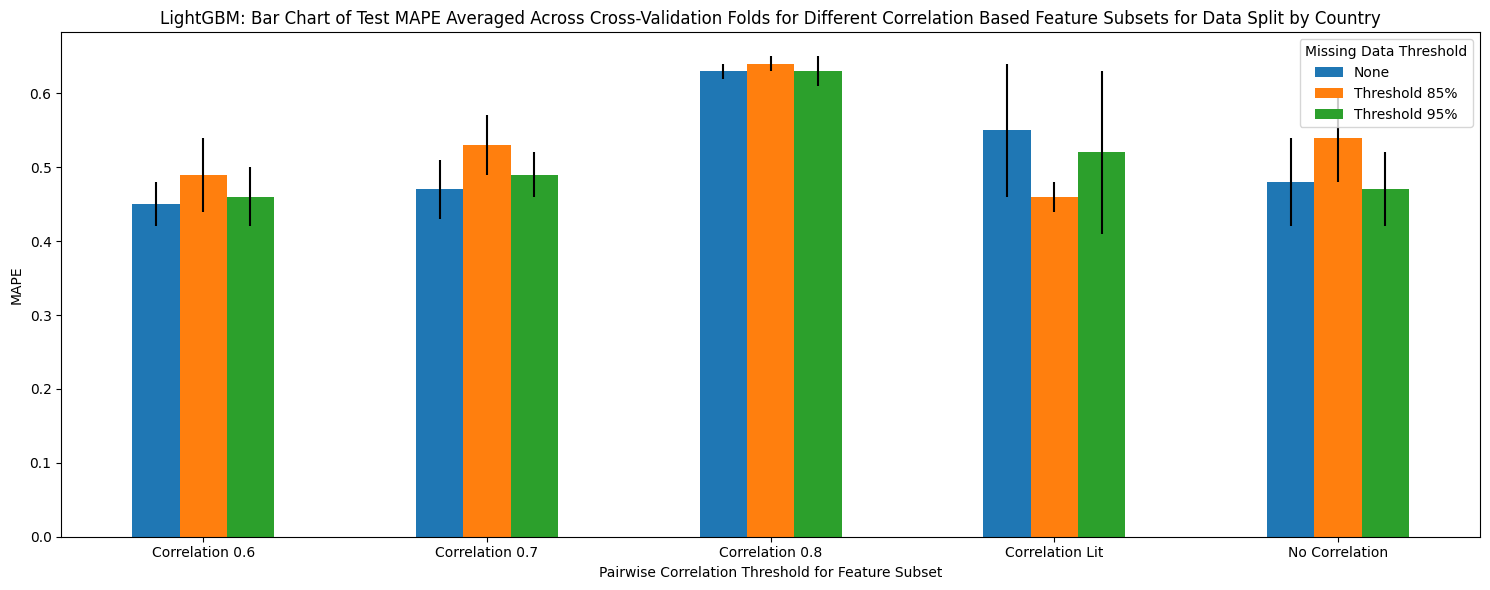 LightGBM: Bar Chart of Test MAPE Averaged Across Cross-Validation Folds for Different Correlation Based Feature Subsets for Data Split by Country
Missing Data Threshold
None
Threshold 85%
Threshold 95%
MAPE
0.6
0.5
0.4
0.3
0.2
0.1
0.0
Correlation 0.6
Correlation 0.7
Correlation 0.8
Correlation Lit
No Correlation
Pairwise Correlation Threshold for Feature Subset